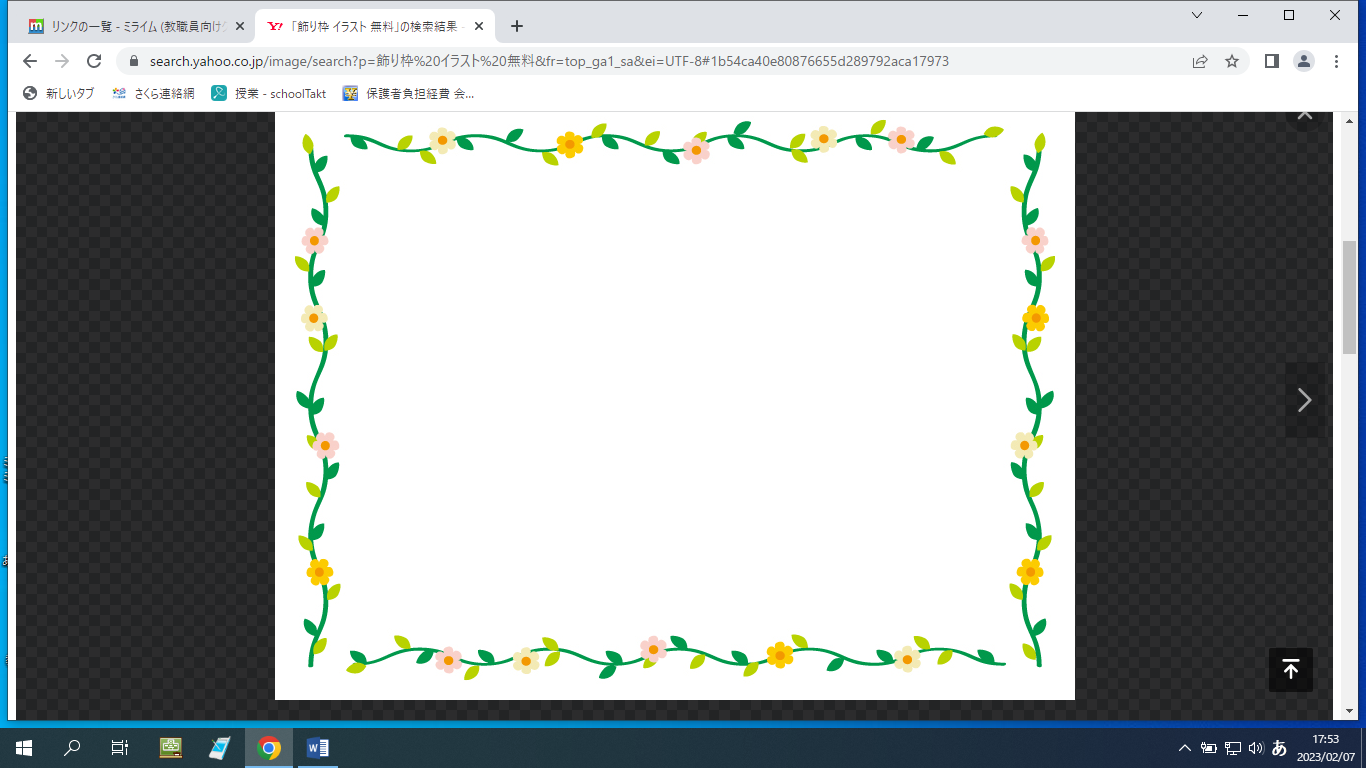 リンクの一覧 - ミライム (教職員向け
「飾り枠 イラスト 無料」の検索結果 -
search.yahoo.co.jp/image/search?p=飾り枠%20イラスト%20無料&fr=top_ga1_sa&ei=UTF-8#1b54ca40e80876655d289792aca17973
新しいタブ
さくら連絡網
授業 - schoolTakt
保護者負担経費 会...
あ
17:53
2023/02/07